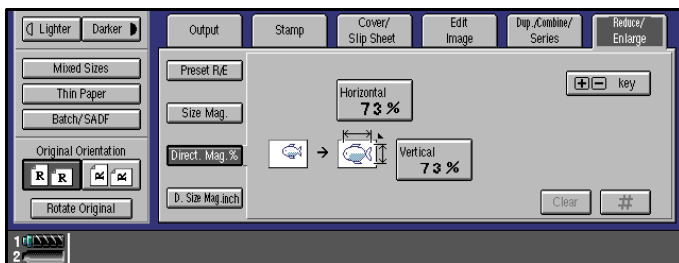 Lighter
Darker
Mixed Sizes
Thin Paper
Batch/SADF
Original Orientation
R R
R R
Rotate Original
Output
Stamp
Cover/
Slip Sheet
Edit
Image
Dup./Combine/
Series
Reduce/
Enlarge
Preset R/E
Size Mag.
Direct. Mag.%
D. Size Mag.inch
Horizontal
73%
Vertical
73%
+ - key
Clear
#
1
2